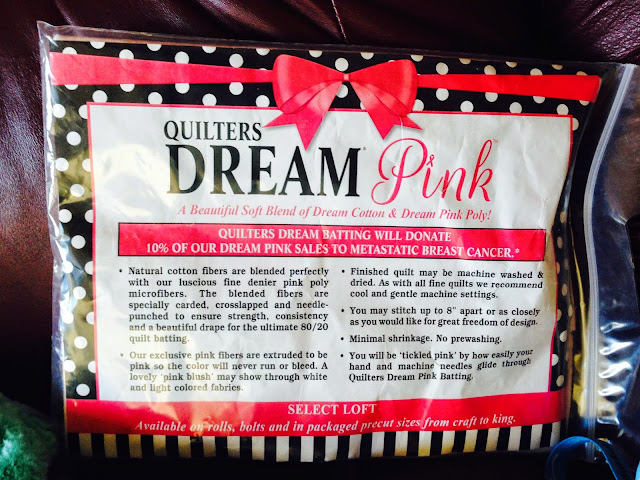 QUILTERS
DREAM® Pink™
A Beautiful Soft Blend of Dream Cotton & Dream Pink Poly!
QUILTERS DREAM BATTING WILL DONATE
10% OF OUR DREAM PINK SALES TO METASTATIC BREAST CANCER.*
• Natural cotton fibers are blended perfectly
with our luscious fine denier pink poly
microfibers. The blended fibers are
specially carded, crosslapped and needle-
punched to ensure strength, consistency
and a beautiful drape for the ultimate 80/20
quilt batting.
• Our exclusive pink fibers are extruded to be
pink so the color will never run or bleed. A
lovely 'pink blush' may show through white
and light colored fabrics.
• Finished quilt may be machine washed &
dried. As with all fine quilts we recommend
cool and gentle machine settings.
• You may stitch up to 8" apart or as closely
as you would like for great freedom of design.
• Minimal shrinkage. No prewashing.
• You will be 'tickled pink' by how easily your
hand and machine needles glide through
Quilters Dream Pink Batting.
SELECT LOFT
Available on rolls, bolts and in packaged precut sizes from craft to king.